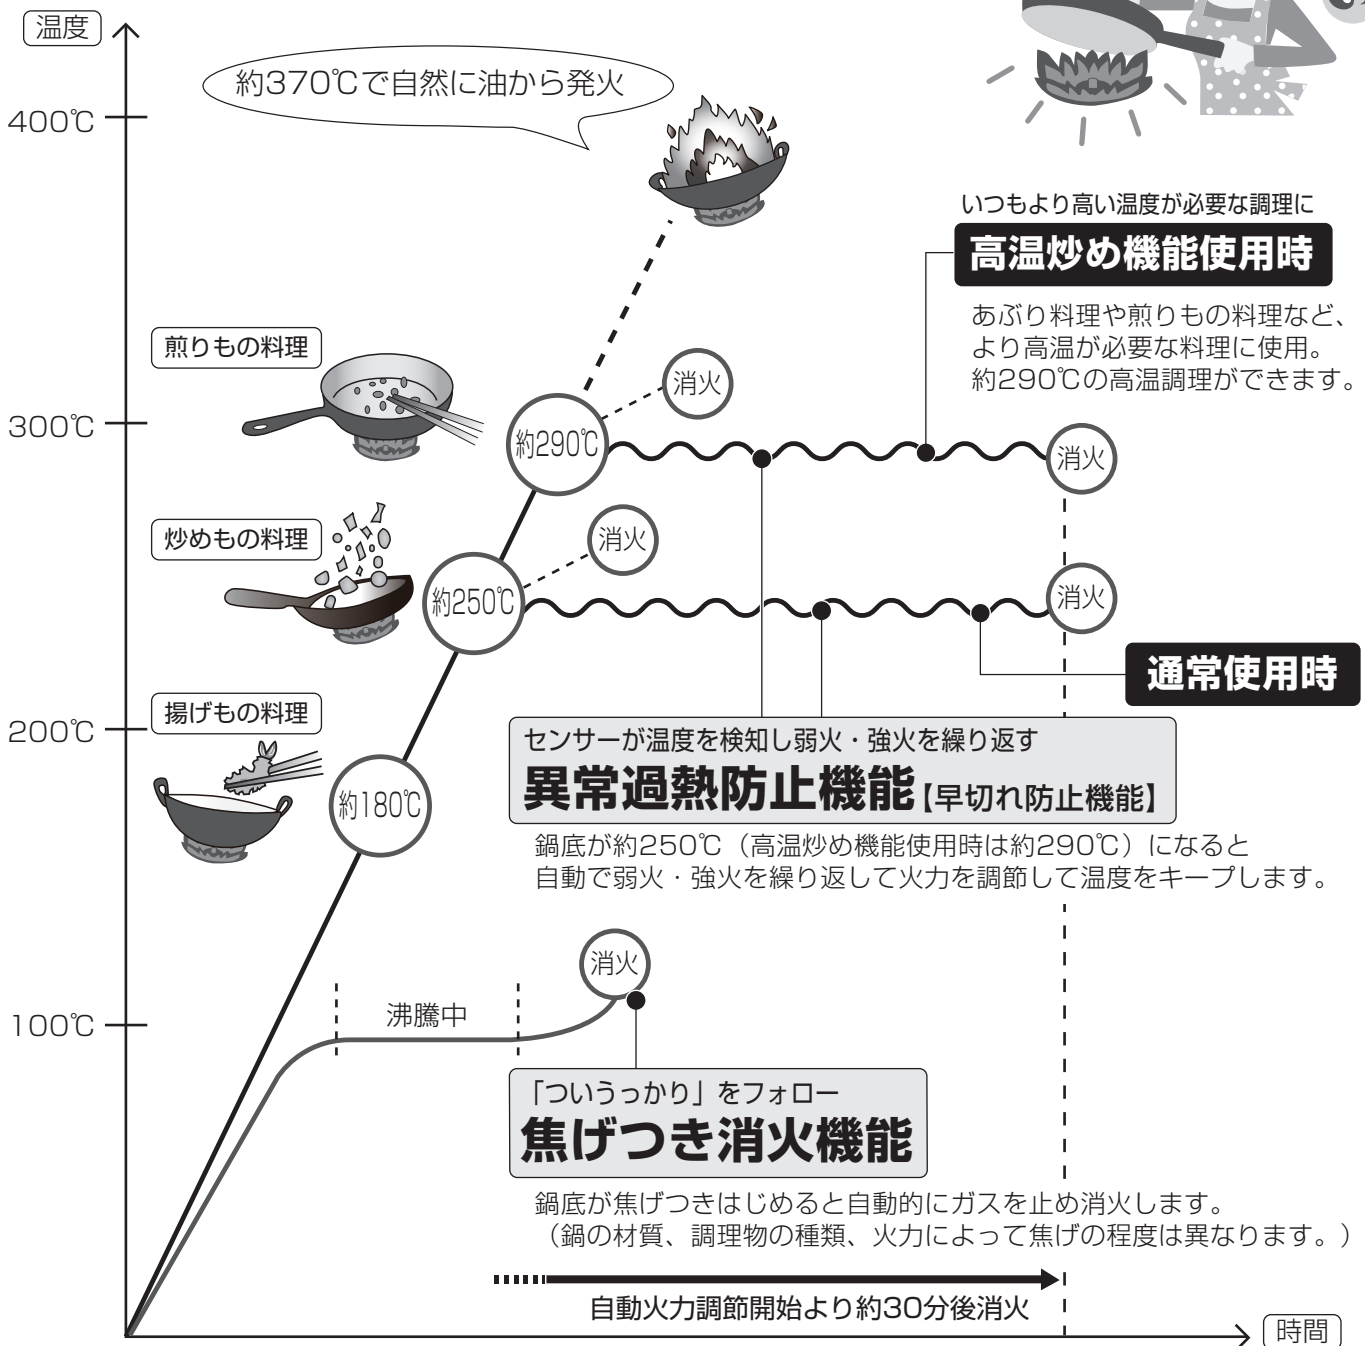 温度
約370℃で自然に油から発火
400℃
いつもより高い温度が必要な調理に
高温炒め機能使用時
あぶり料理や煎りもの料理など、
より高温が必要な料理に使用。
約290℃の高温調理ができます。
煎りもの料理
消火
300℃
約290℃
消火
炒めもの料理
消火
約250℃
消火
通常使用時
揚げもの料理
200℃
約180℃
センサーが温度を検知し弱火・強火を繰り返す
異常過熱防止機能【早切れ防止機能】
鍋底が約250℃（高温炒め機能使用時は約290℃）になると
自動で弱火・強火を繰り返して火力を調節して温度をキープします。
消火
沸騰中
100℃
「ついうっかり」をフォロー
焦げつき消火機能
鍋底が焦げつきはじめると自動的にガスを止め消火します。
（鍋の材質、調理物の種類、火力によって焦げの程度は異なります。）
自動火力調節開始より約30分後消火
時間